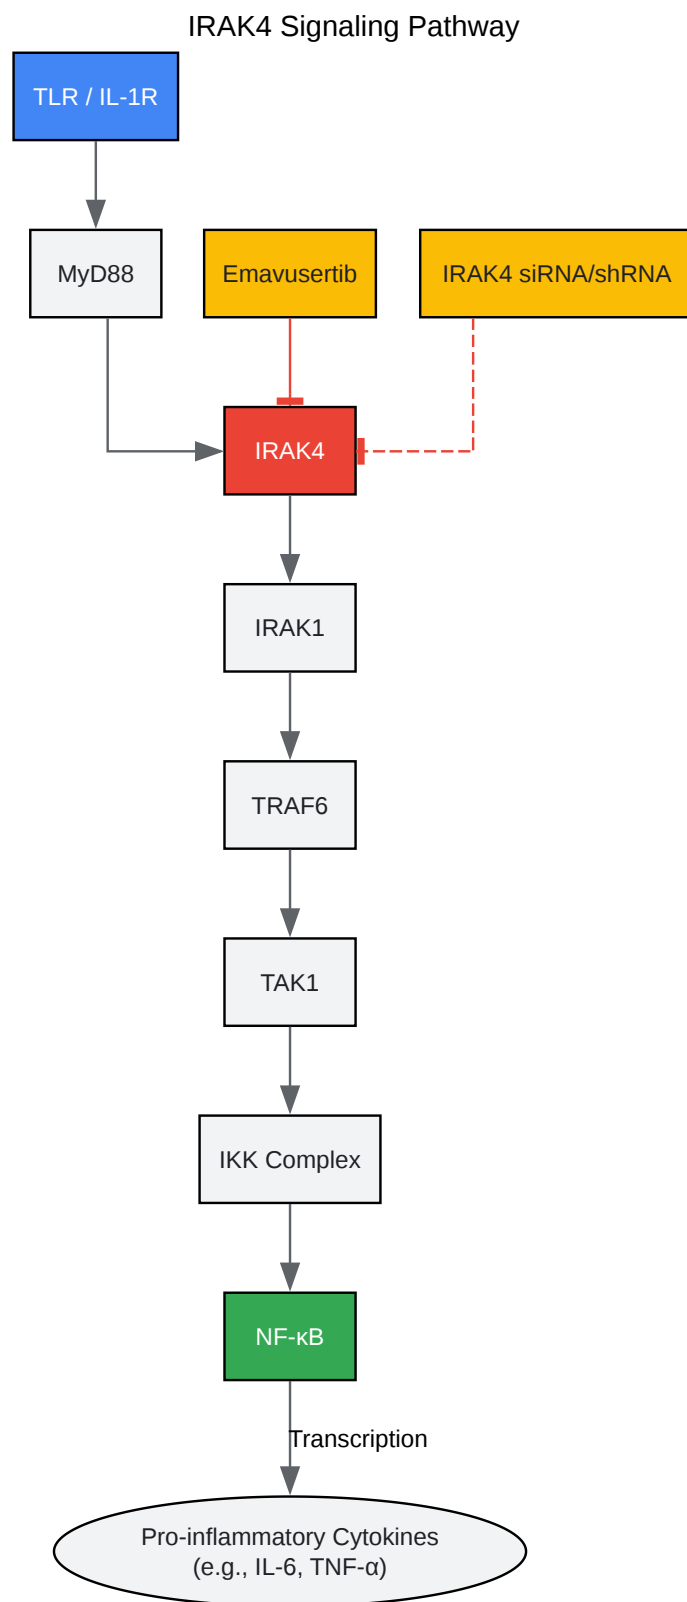 IRAK4 Signaling Pathway
TLR / IL-1R
MyD88
Emavusertib
IRAK4 siRNA/shRNA
IRAK4
IRAK1
TRAF6
TAK1
IKK Complex
NF-κB
Transcription
Pro-inflammatory Cytokines
(e.g., IL-6, TNF-α)